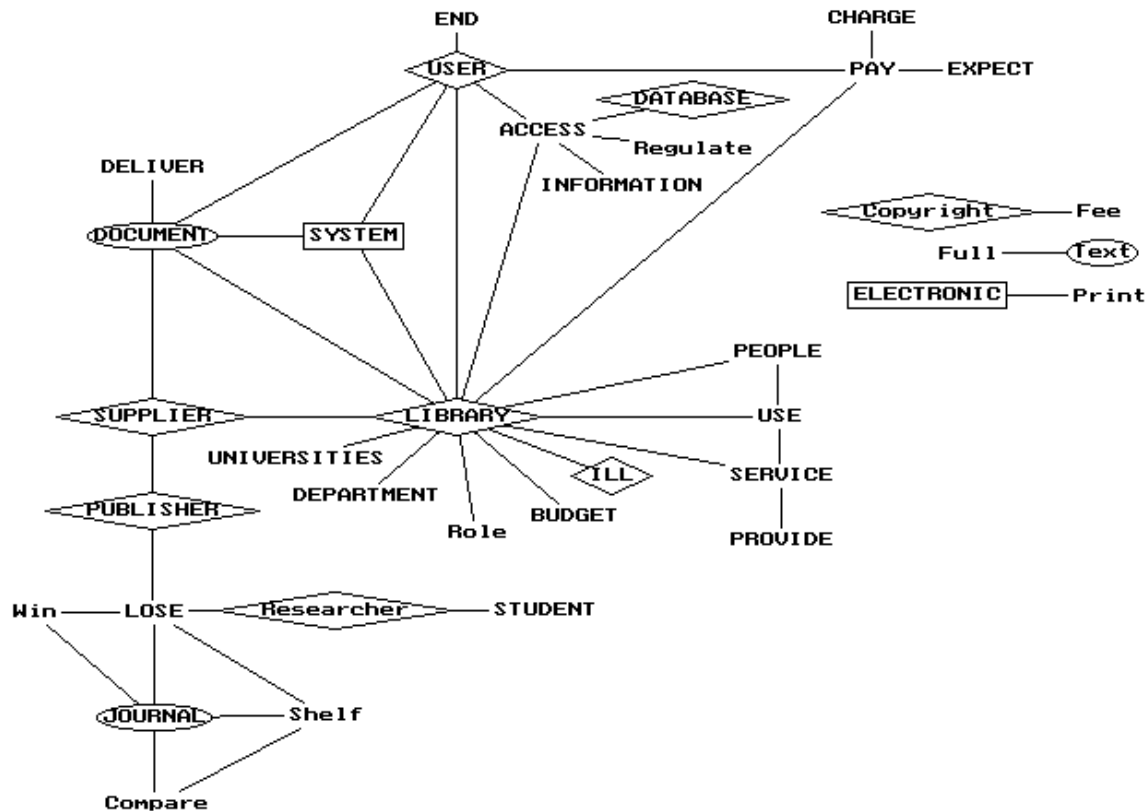 END
CHARGE
USER
PAY
EXPECT
DATABASE
ACCESS
Regulate
DELIVER
INFORMATION
Copyright
Fee
DOCUMENT
SYSTEM
Full
Text
ELECTRONIC
Print
PEOPLE
SUPPLIER
LIBRARY
USE
UNIVERSITIES
ILL
SERVICE
DEPARTMENT
PUBLISHER
BUDGET
Role
PROVIDE
Win
LOSE
Researcher
STUDENT
JOURNAL
Shelf
Compare